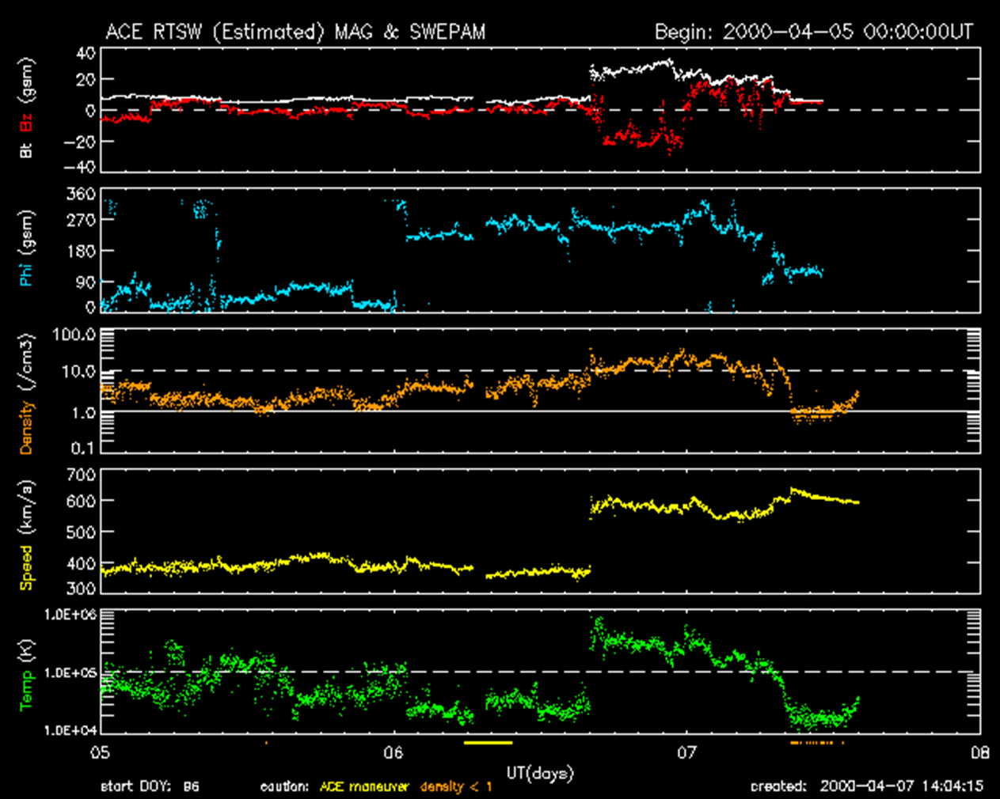 ACE RTSW (Estimated) MAG & SWEPAM Begin: 2000-04-05 00:00:00UT
Bt Bz (gsm)
40
20
0
-20
-40
Phi (gsm)
360
270
180
90
0
Density (/cm3)
100.0
10.0
1.0
0.1
Speed (km/s)
700
600
500
400
300
Temp (K)
1.0E+06
1.0E+05
1.0E+04
05 06 07 08
UT(days)
start DOY: 96 caution: ACE maneuver density < 1 created: 2000-04-07 14:04:15